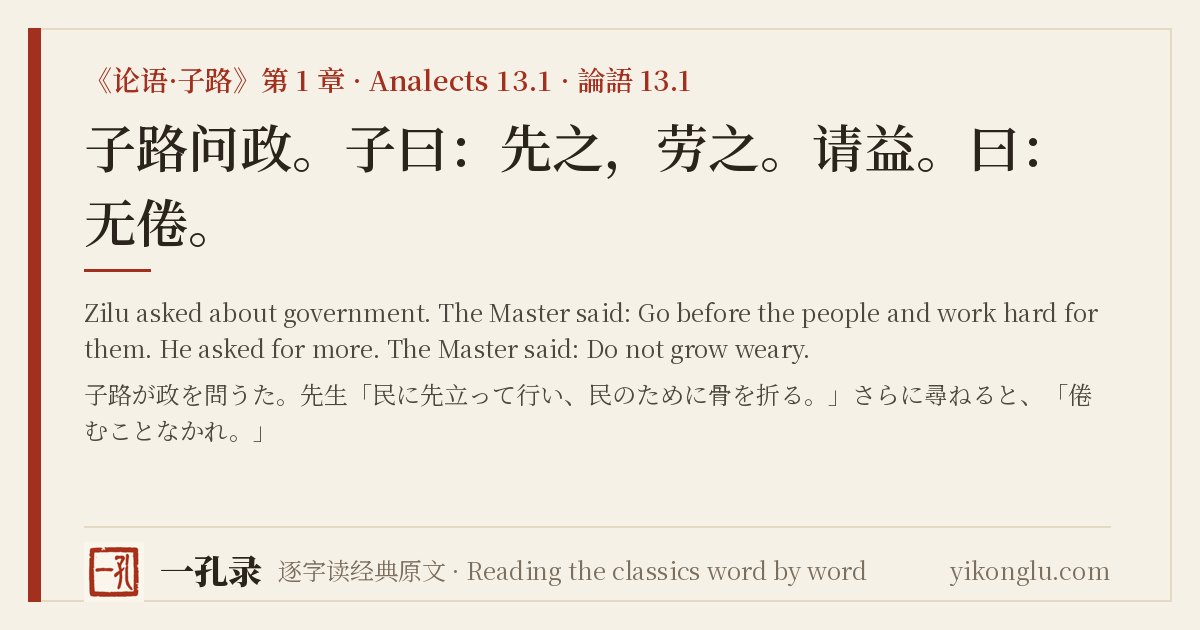 《论语·子路》第 1 章 · Analects 13.1 · 論語 13.1
子路问政。子曰：先之，劳之。请益。曰：
无倦。
Zilu asked about government. The Master said: Go before the people and work hard for
them. He asked for more. The Master said: Do not grow weary.
子路が政を問うた。先生「民に先立って行い、民のために骨を折る。」さらに尋ねると、「倦
むことなかれ。」
一孔
一孔录 逐字读经典原文 · Reading the classics word by word yikonglu.com